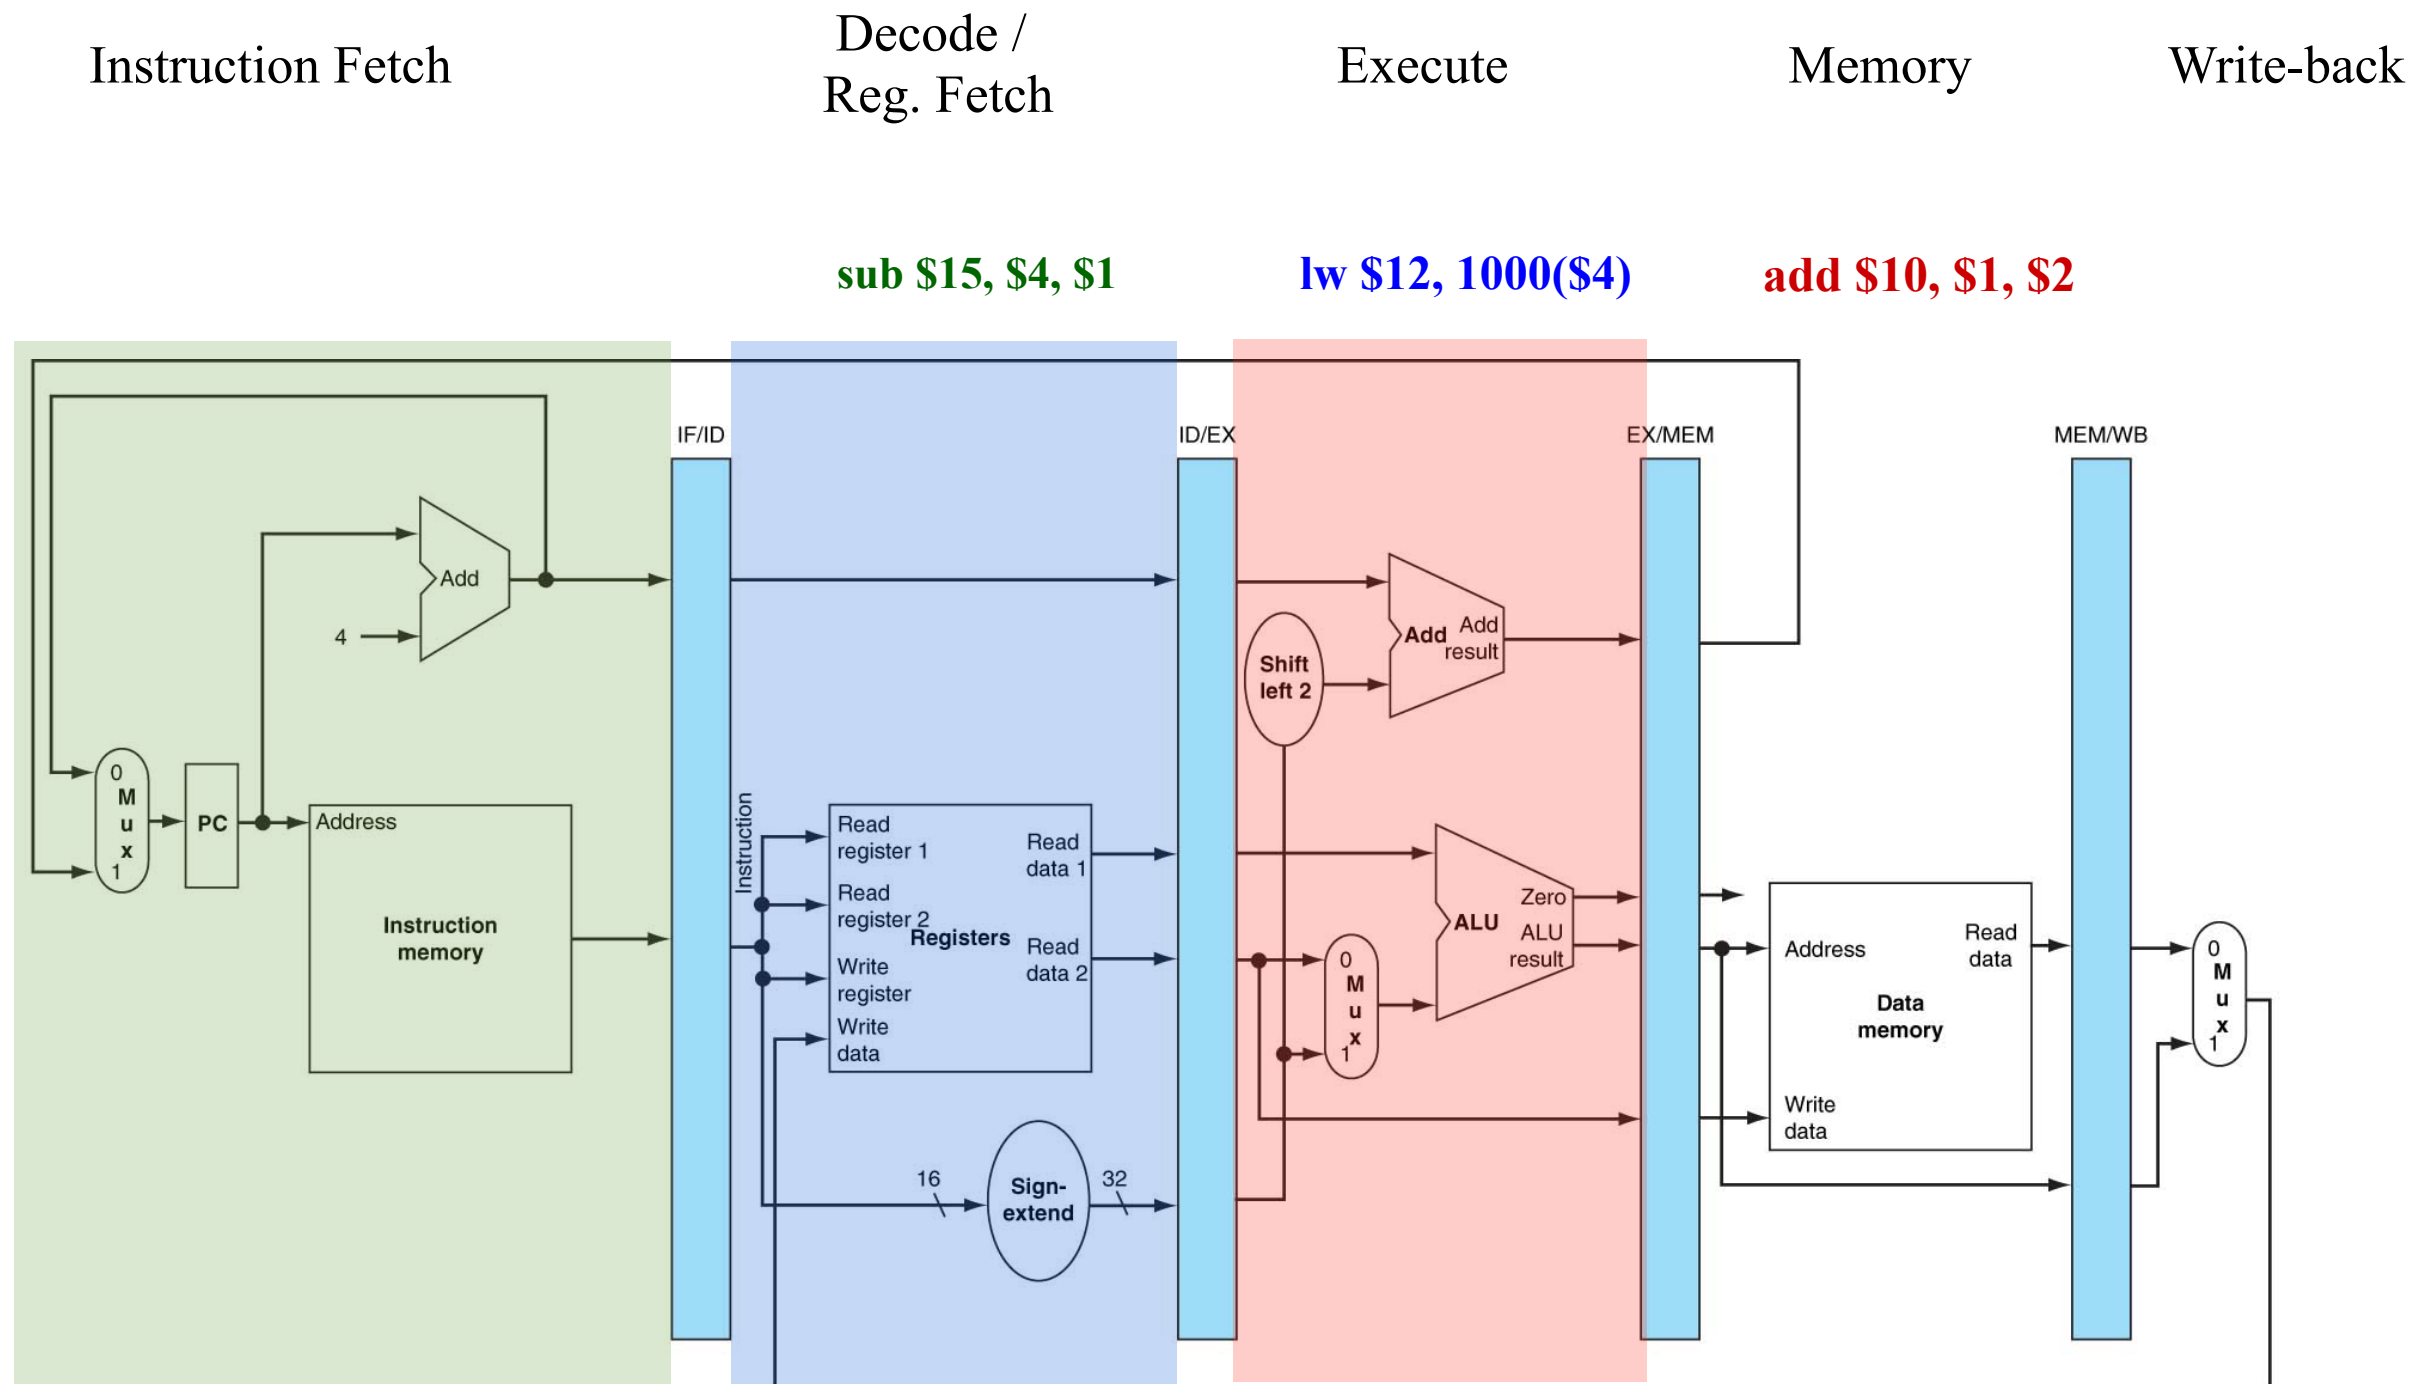 Instruction Fetch
Decode /
Reg. Fetch
Execute
Memory
Write-back
sub $15, $4, $1
lw $12, 1000($4)
add $10, $1, $2
IF/ID
ID/EX
EX/MEM
MEM/WB
Add
4
0
M
u
x
1
PC
Address
Instruction
memory
Instruction
Read
register 1
Read
register 2
Registers
Write
register
Write
data
Read
data 1
Read
data 2
16
Sign-
extend
32
Shift
left 2
Add
Add
result
0
M
u
x
1
ALU
Zero
ALU
result
Address
Read
data
Data
memory
Write
data
0
M
u
x
1